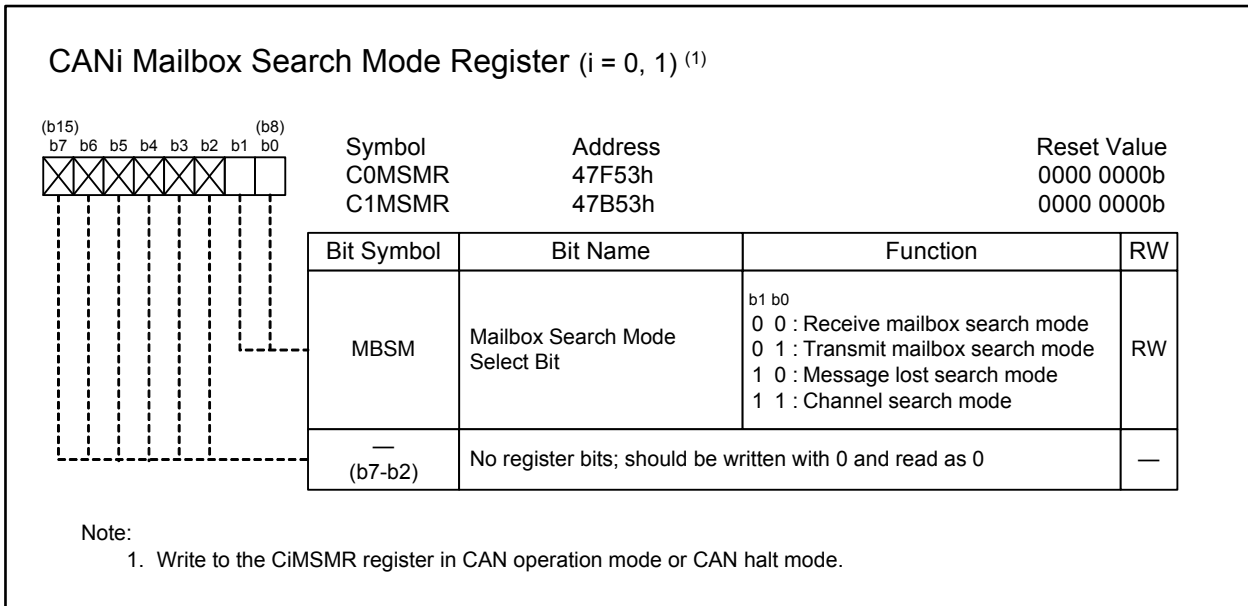 CANi Mailbox Search Mode Register (i = 0, 1) (1)
(b15) (b8)
b7 b6 b5 b4 b3 b2 b1 b0
Symbol Address Reset Value
C0MSMR 47F53h 0000 0000b
C1MSMR 47B53h 0000 0000b
Bit Symbol Bit Name Function RW
MBSM
Mailbox Search Mode
Select Bit
b1 b0
0 0 : Receive mailbox search mode
0 1 : Transmit mailbox search mode
1 0 : Message lost search mode
1 1 : Channel search mode
RW
—
(b7-b2)
No register bits; should be written with 0 and read as 0
—
Note:
1. Write to the CiMSMR register in CAN operation mode or CAN halt mode.